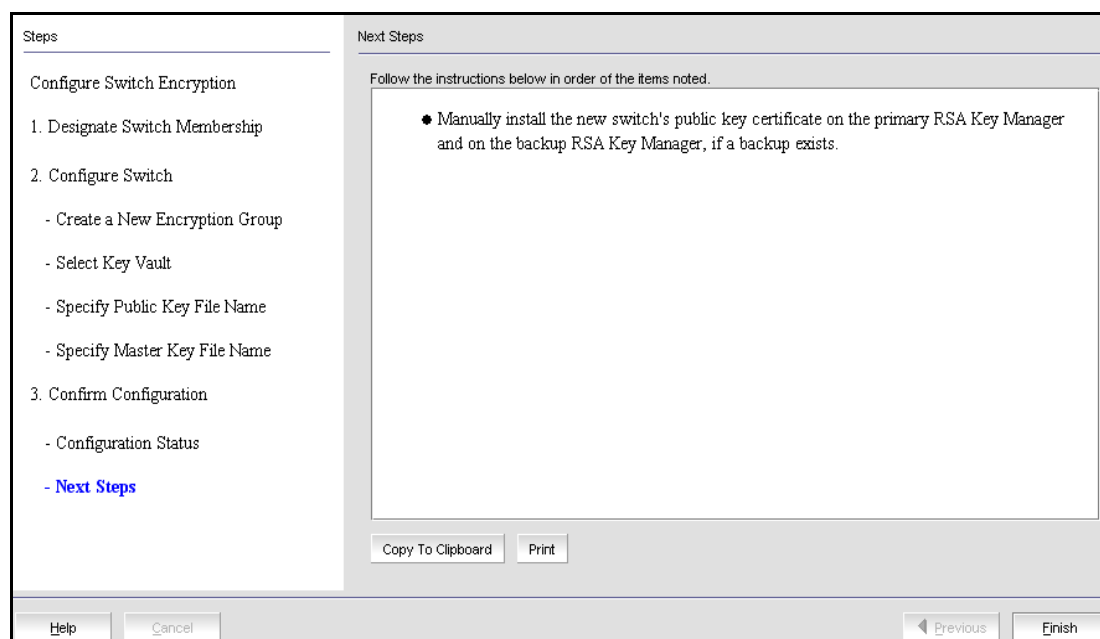 Steps
Configure Switch Encryption
1. Designate Switch Membership
2. Configure Switch
- Create a New Encryption Group
- Select Key Vault
- Specify Public Key File Name
- Specify Master Key File Name
3. Confirm Configuration
- Configuration Status
- Next Steps
Next Steps
Follow the instructions below in order of the items noted.
● Manually install the new switch's public key certificate on the primary RSA Key Manager
and on the backup RSA Key Manager, if a backup exists.
Copy To Clipboard
Print
Help
Cancel
Previous
Finish